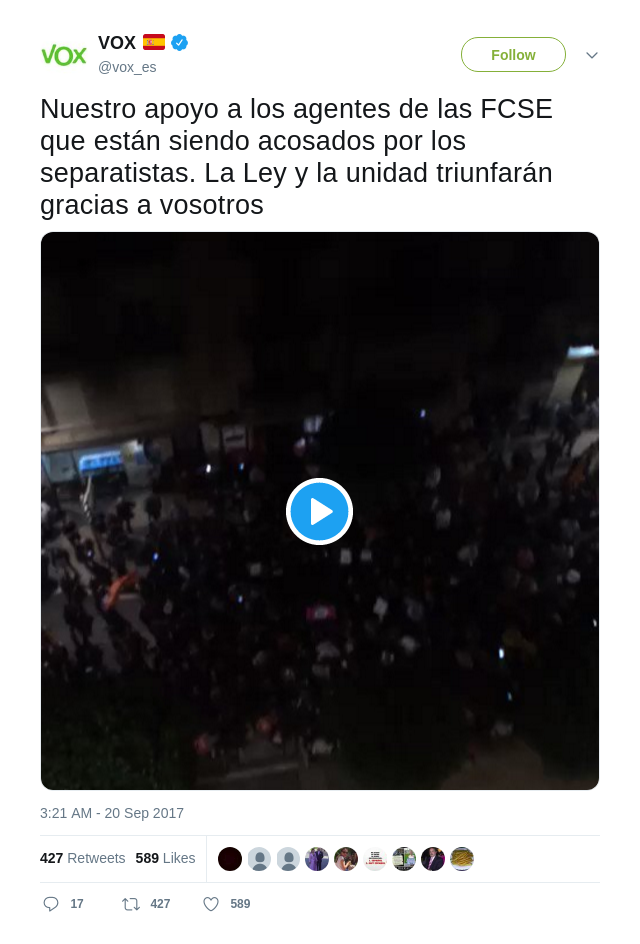 VOX
VOX
@vox_es
Follow
Nuestro apoyo a los agentes de las FCSE
que están siendo acosados por los
separatistas. La Ley y la unidad triunfarán
gracias a vosotros
3:21 AM - 20 Sep 2017
427 Retweets 589 Likes
17 427 589